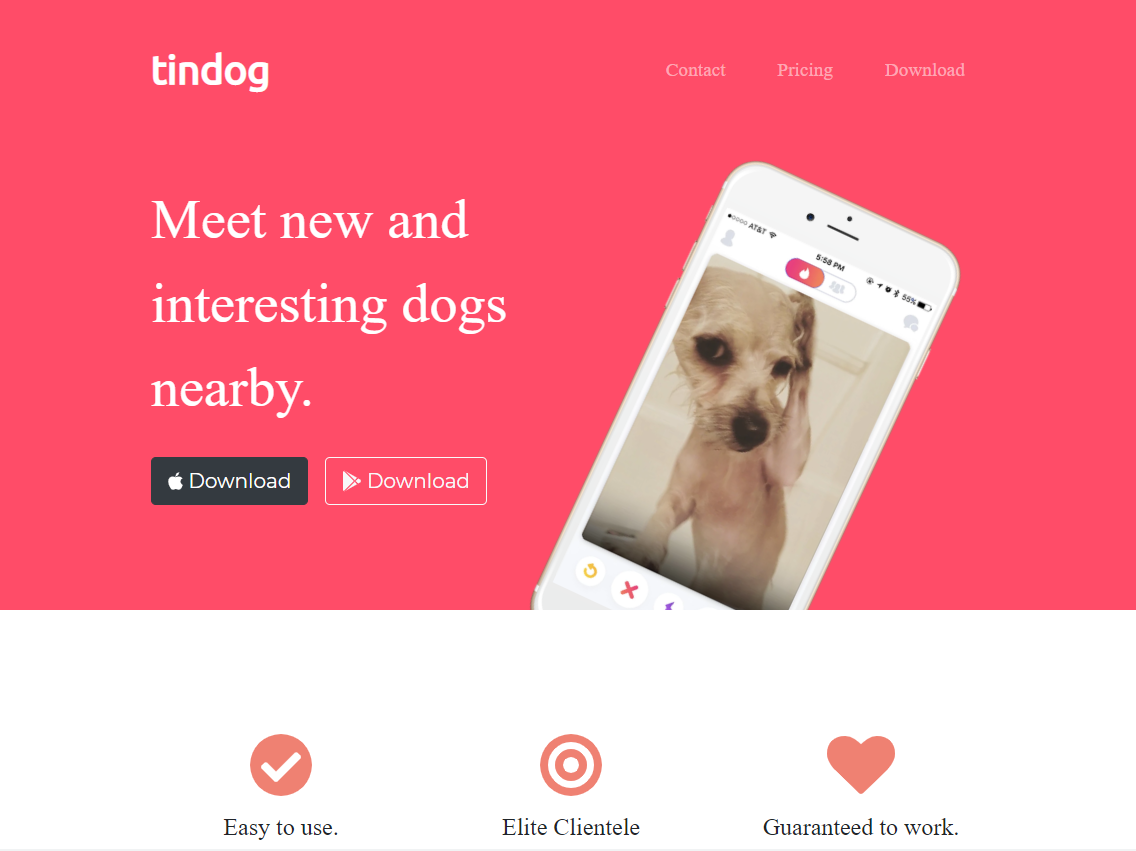 tindog
Contact Pricing Download
Meet new and
interesting dogs
nearby.
Download Download
AT&T 5:58 PM 55%
Easy to use. Elite Clientele Guaranteed to work.